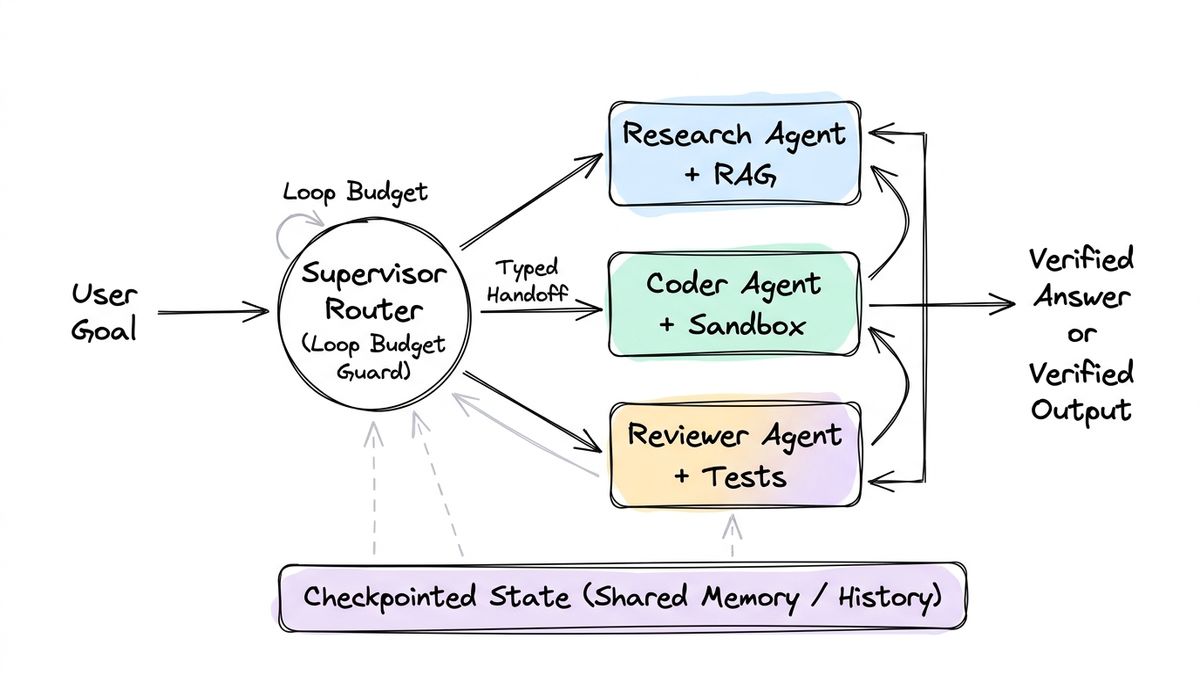 Research Agent
+ RAG
Loop Budget
Supervisor
Router
(Loop Budget
Guard)
User
Goal
Typed
Handoff
Coder Agent
+ Sandbox
Verified
Answer
or
Verified
Output
Reviewer Agent
+ Tests
Checkpointed State (Shared Memory / History)